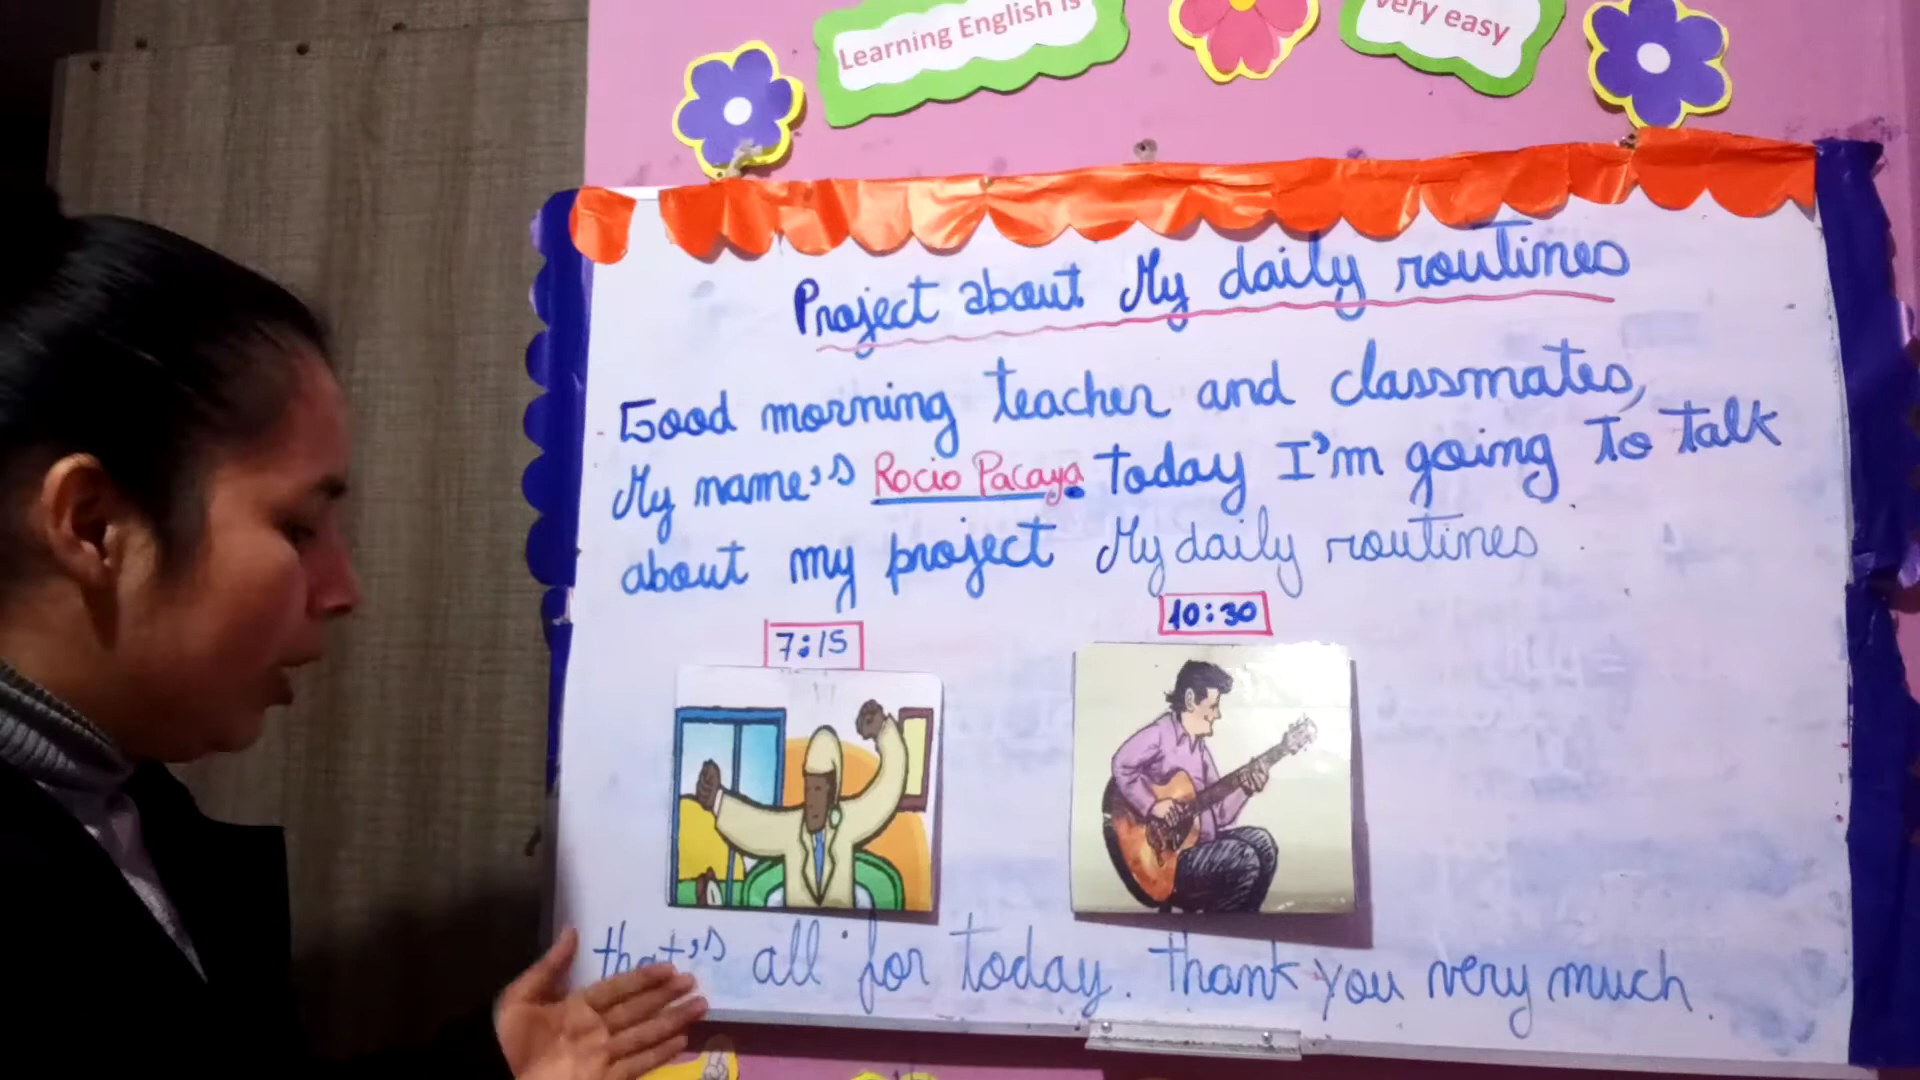 Learning English is
very easy
Project about My daily routines
Good morning teacher and classmates,
My name's Rocio Pacaya. today I'm going to talk
about my project My daily routines
7:15
10:30
that's all for today. thank you very much.